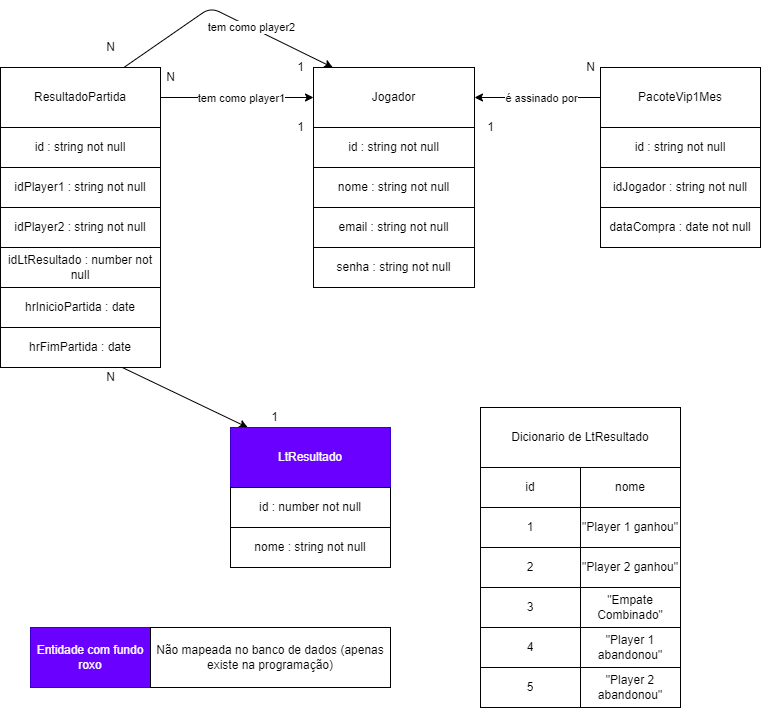 tem como player2
N
1
N
N
ResultadoPartida
tem como player1
Jogador
é assinado por
PacoteVip1Mes
1
1
id : string not null
idPlayer1 : string not null
idPlayer2 : string not null
idLtResultado : number not
null
hrInicioPartida : date
hrFimPartida : date
id : string not null
nome : string not null
email : string not null
senha : string not null
id : string not null
idJogador : string not null
dataCompra : date not null
N
1
LtResultado
id : number not null
nome : string not null
Dicionario de LtResultado
id
nome
1
"Player 1 ganhou"
2
"Player 2 ganhou"
3
"Empate
Combinado"
4
"Player 1
abandonou"
5
"Player 2
abandonou"
Entidade com fundo
roxo
Não mapeada no banco de dados (apenas
existe na programação)